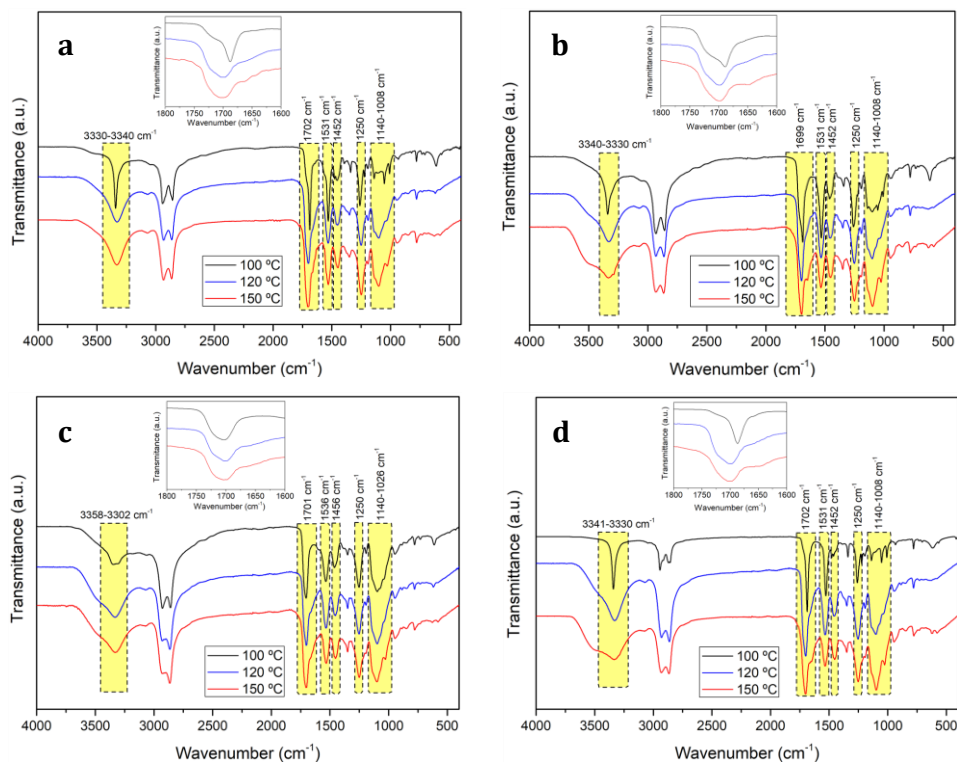 a
Transmittance (a.u.)
1800 1750 1700 1650 1600
Wavenumber (cm⁻¹)
3330-3340 cm⁻¹
1702 cm⁻¹
1531 cm⁻¹
1452 cm⁻¹
1250 cm⁻¹
1140-1008 cm⁻¹
Transmittance (a.u.)
100 ºC
120 ºC
150 ºC
4000 3500 3000 2500 2000 1500 1000 500
Wavenumber (cm⁻¹)
b
Transmittance (a.u.)
1800 1750 1700 1650 1600
Wavenumber (cm⁻¹)
3340-3330 cm⁻¹
1699 cm⁻¹
1531 cm⁻¹
1452 cm⁻¹
1250 cm⁻¹
1140-1008 cm⁻¹
Transmittance (a.u.)
100 ºC
120 ºC
150 ºC
4000 3500 3000 2500 2000 1500 1000 500
Wavenumber (cm⁻¹)
c
Transmittance (a.u.)
1800 1750 1700 1650 1600
Wavenumber (cm⁻¹)
3358-3302 cm⁻¹
1701 cm⁻¹
1536 cm⁻¹
1456 cm⁻¹
1250 cm⁻¹
1140-1026 cm⁻¹
Transmittance (a.u.)
100 ºC
120 ºC
150 ºC
4000 3500 3000 2500 2000 1500 1000 500
Wavenumber (cm⁻¹)
d
Transmittance (a.u.)
1800 1750 1700 1650 1600
Wavenumber (cm⁻¹)
3341-3330 cm⁻¹
1702 cm⁻¹
1531 cm⁻¹
1452 cm⁻¹
1250 cm⁻¹
1140-1008 cm⁻¹
Transmittance (a.u.)
100 ºC
120 ºC
150 ºC
4000 3500 3000 2500 2000 1500 1000 500
Wavenumber (cm⁻¹)